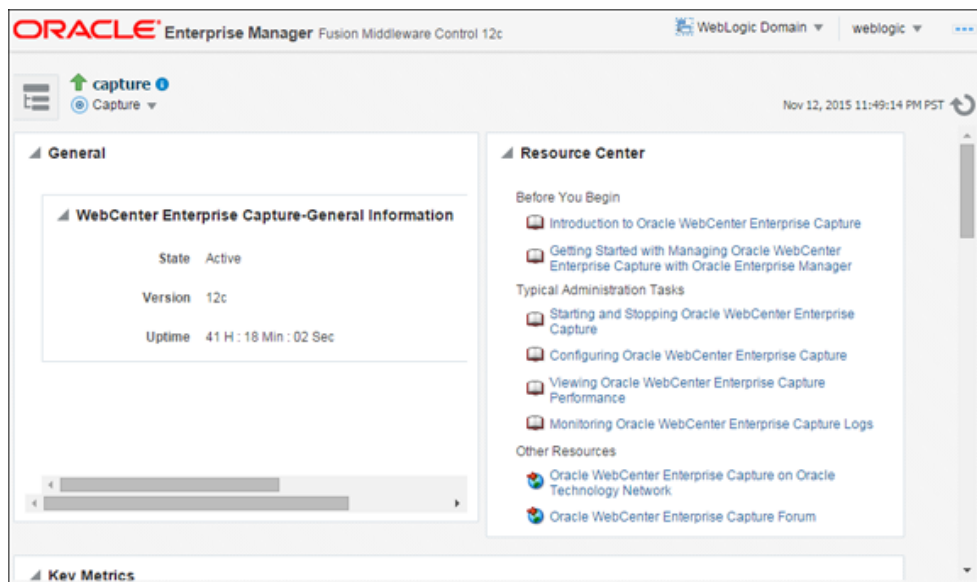 ORACLE Enterprise Manager Fusion Middleware Control 12c
WebLogic Domain
weblogic
capture
Capture
Nov 12, 2015 11:49:14 PM PST
General
WebCenter Enterprise Capture-General Information
State Active
Version 12c
Uptime 41 H : 18 Min : 02 Sec
Resource Center
Before You Begin
Introduction to Oracle WebCenter Enterprise Capture
Getting Started with Managing Oracle WebCenter
Enterprise Capture with Oracle Enterprise Manager
Typical Administration Tasks
Starting and Stopping Oracle WebCenter Enterprise
Capture
Configuring Oracle WebCenter Enterprise Capture
Viewing Oracle WebCenter Enterprise Capture
Performance
Monitoring Oracle WebCenter Enterprise Capture Logs
Other Resources
Oracle WebCenter Enterprise Capture on Oracle
Technology Network
Oracle WebCenter Enterprise Capture Forum
Key Metrics